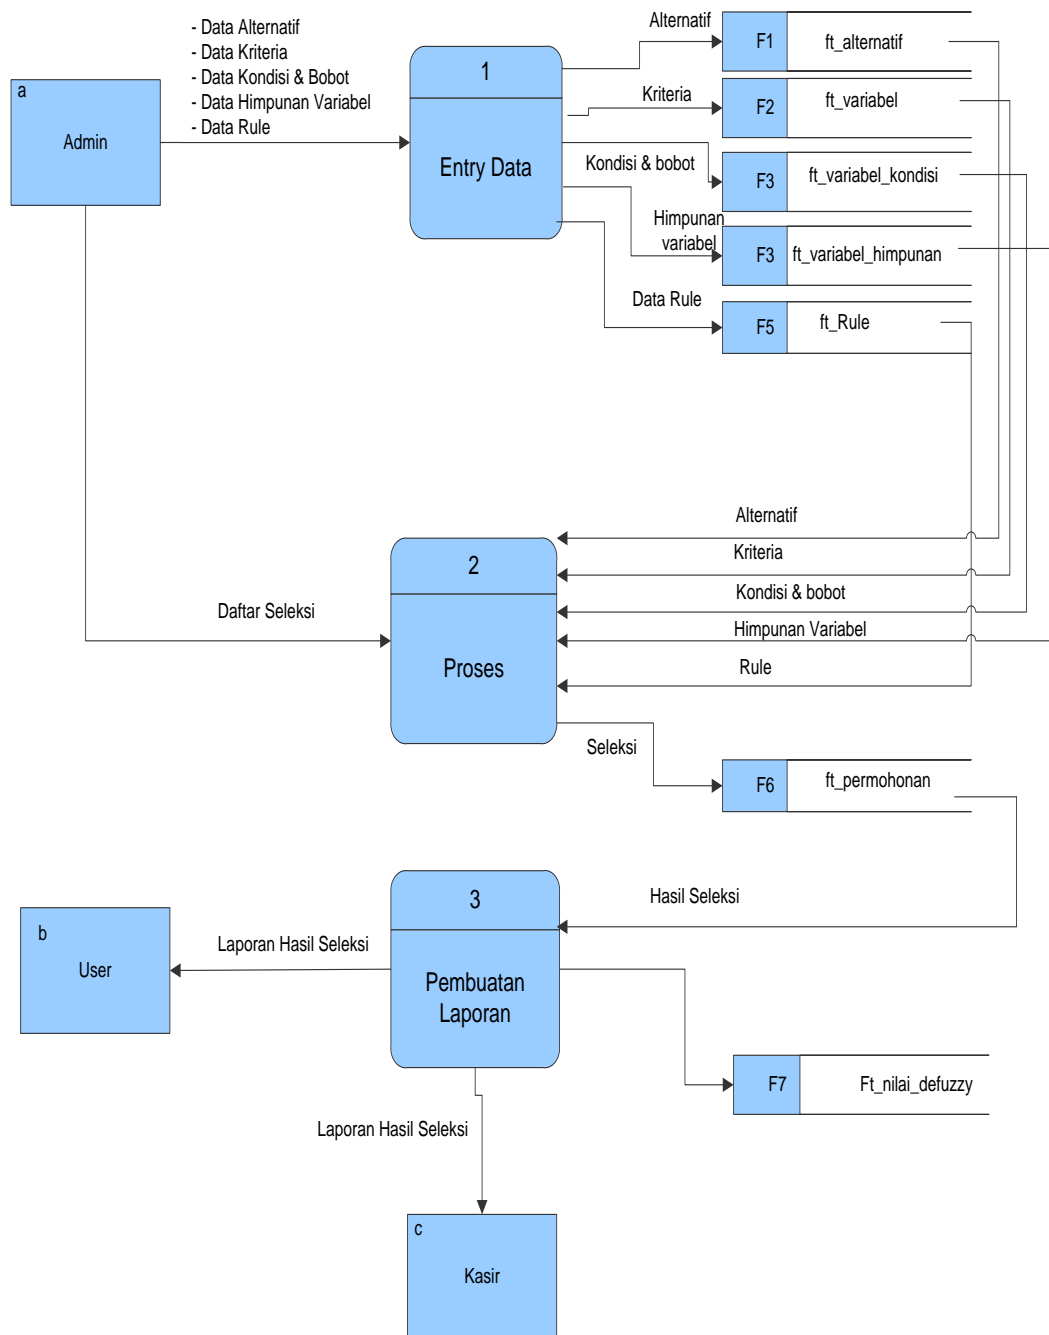 - Data Alternatif
- Data Kriteria
- Data Kondisi & Bobot
- Data Himpunan Variabel
- Data Rule
a
Admin
1
Entry Data
Alternatif
F1
ft_alternatif
Kriteria
F2
ft_variabel
Kondisi & bobot
F3
ft_variabel_kondisi
Himpunan
variabel
F3
ft_variabel_himpunan
Data Rule
F5
ft_Rule
Alternatif
Kriteria
Kondisi & bobot
Himpunan Variabel
Rule
2
Proses
Daftar Seleksi
Seleksi
F6
ft_permohonan
Hasil Seleksi
3
Pembuatan
Laporan
Laporan Hasil Seleksi
b
User
F7
Ft_nilai_defuzzy
Laporan Hasil Seleksi
c
Kasir